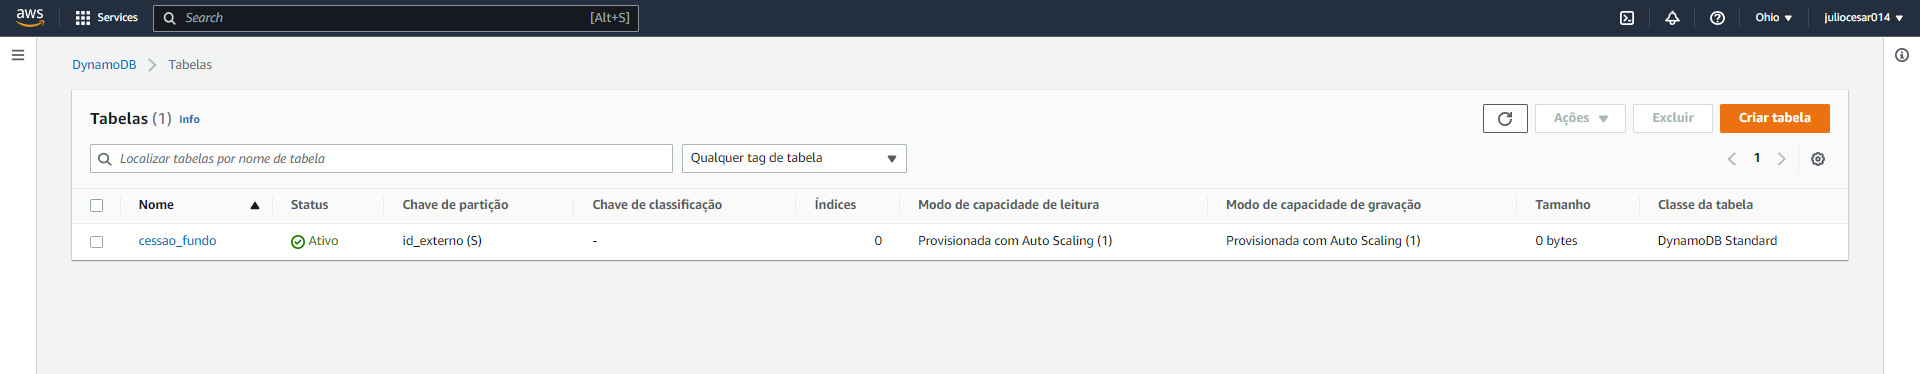 aws Services Search [Alt+S] Ohio juliocesar014
DynamoDB Tabelas
Tabelas (1) Info Ações Excluir Criar tabela
Localizar tabelas por nome de tabela Qualquer tag de tabela 1
Nome Status Chave de partição Chave de classificação Índices Modo de capacidade de leitura Modo de capacidade de gravação Tamanho Classe da tabela
cessao_fundo Ativo id_externo (S) - 0 Provisionada com Auto Scaling (1) Provisionada com Auto Scaling (1) 0 bytes DynamoDB Standard